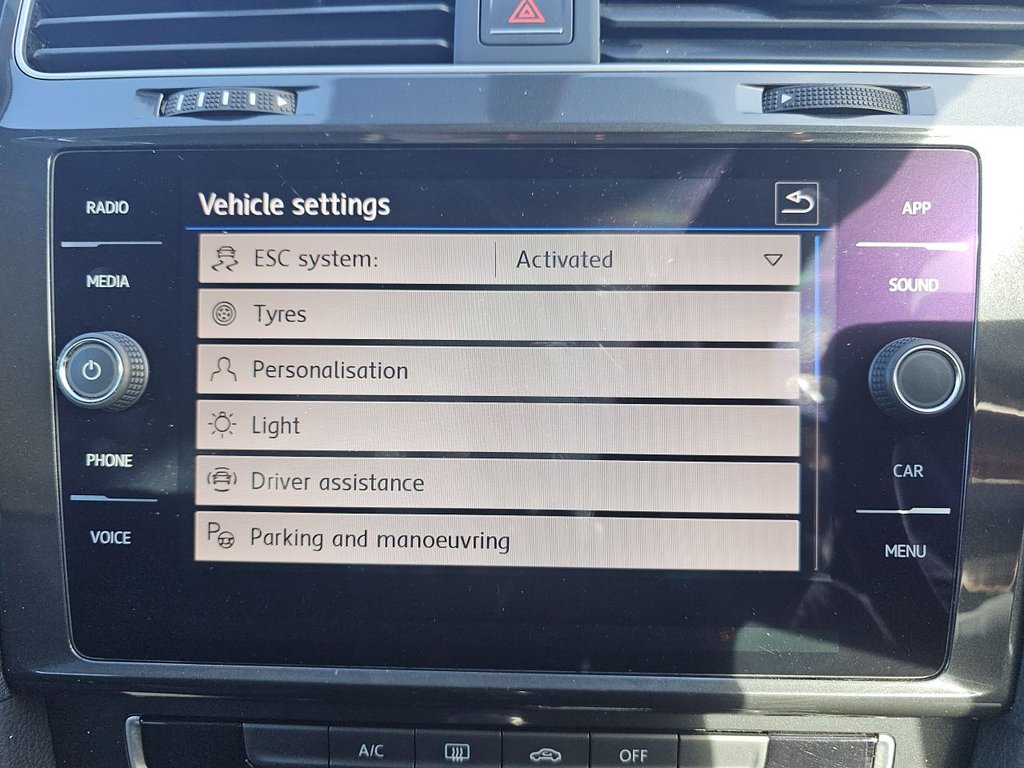 RADIO
MEDIA
PHONE
VOICE
Vehicle settings
ESC system: Activated
Tyres
Personalisation
Light
Driver assistance
P Parking and manoeuvring
APP
SOUND
CAR
MENU
A/C
OFF